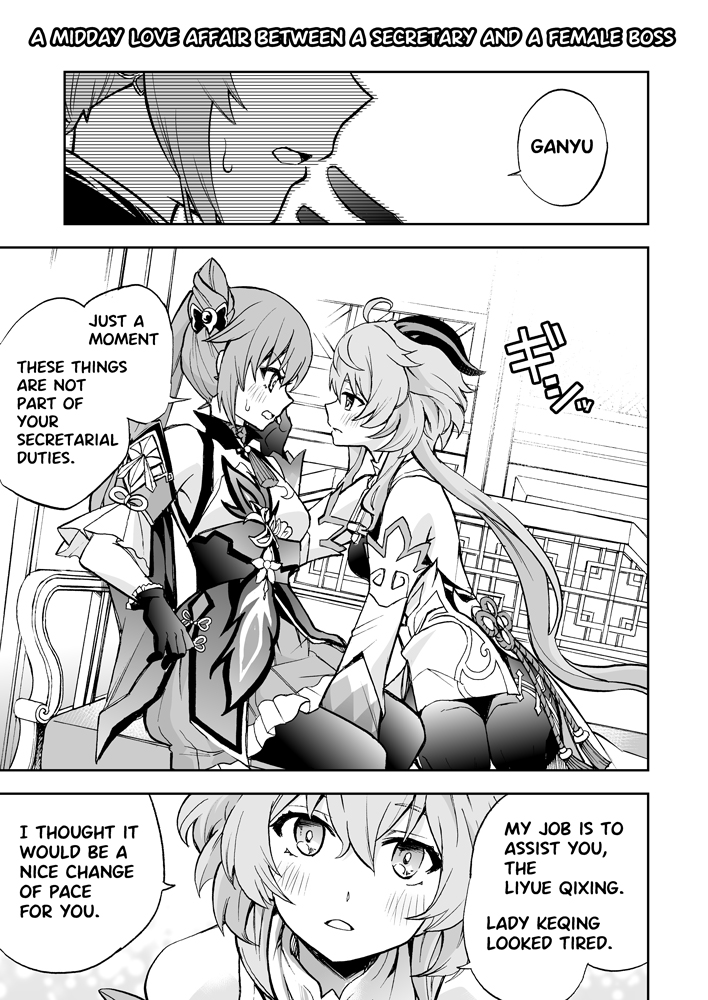 A MIDDAY LOVE AFFAIR BETWEEN A SECRETARY AND A FEMALE BOSS
GANYU
ギシッ
JUST A
MOMENT
THESE THINGS
ARE NOT
PART OF
YOUR
SECRETARIAL
DUTIES.
MY JOB IS TO
ASSIST YOU,
THE
LIYUE QIXING.
LADY KEQING
LOOKED TIRED.
I THOUGHT IT
WOULD BE A
NICE CHANGE
OF PACE
FOR YOU.